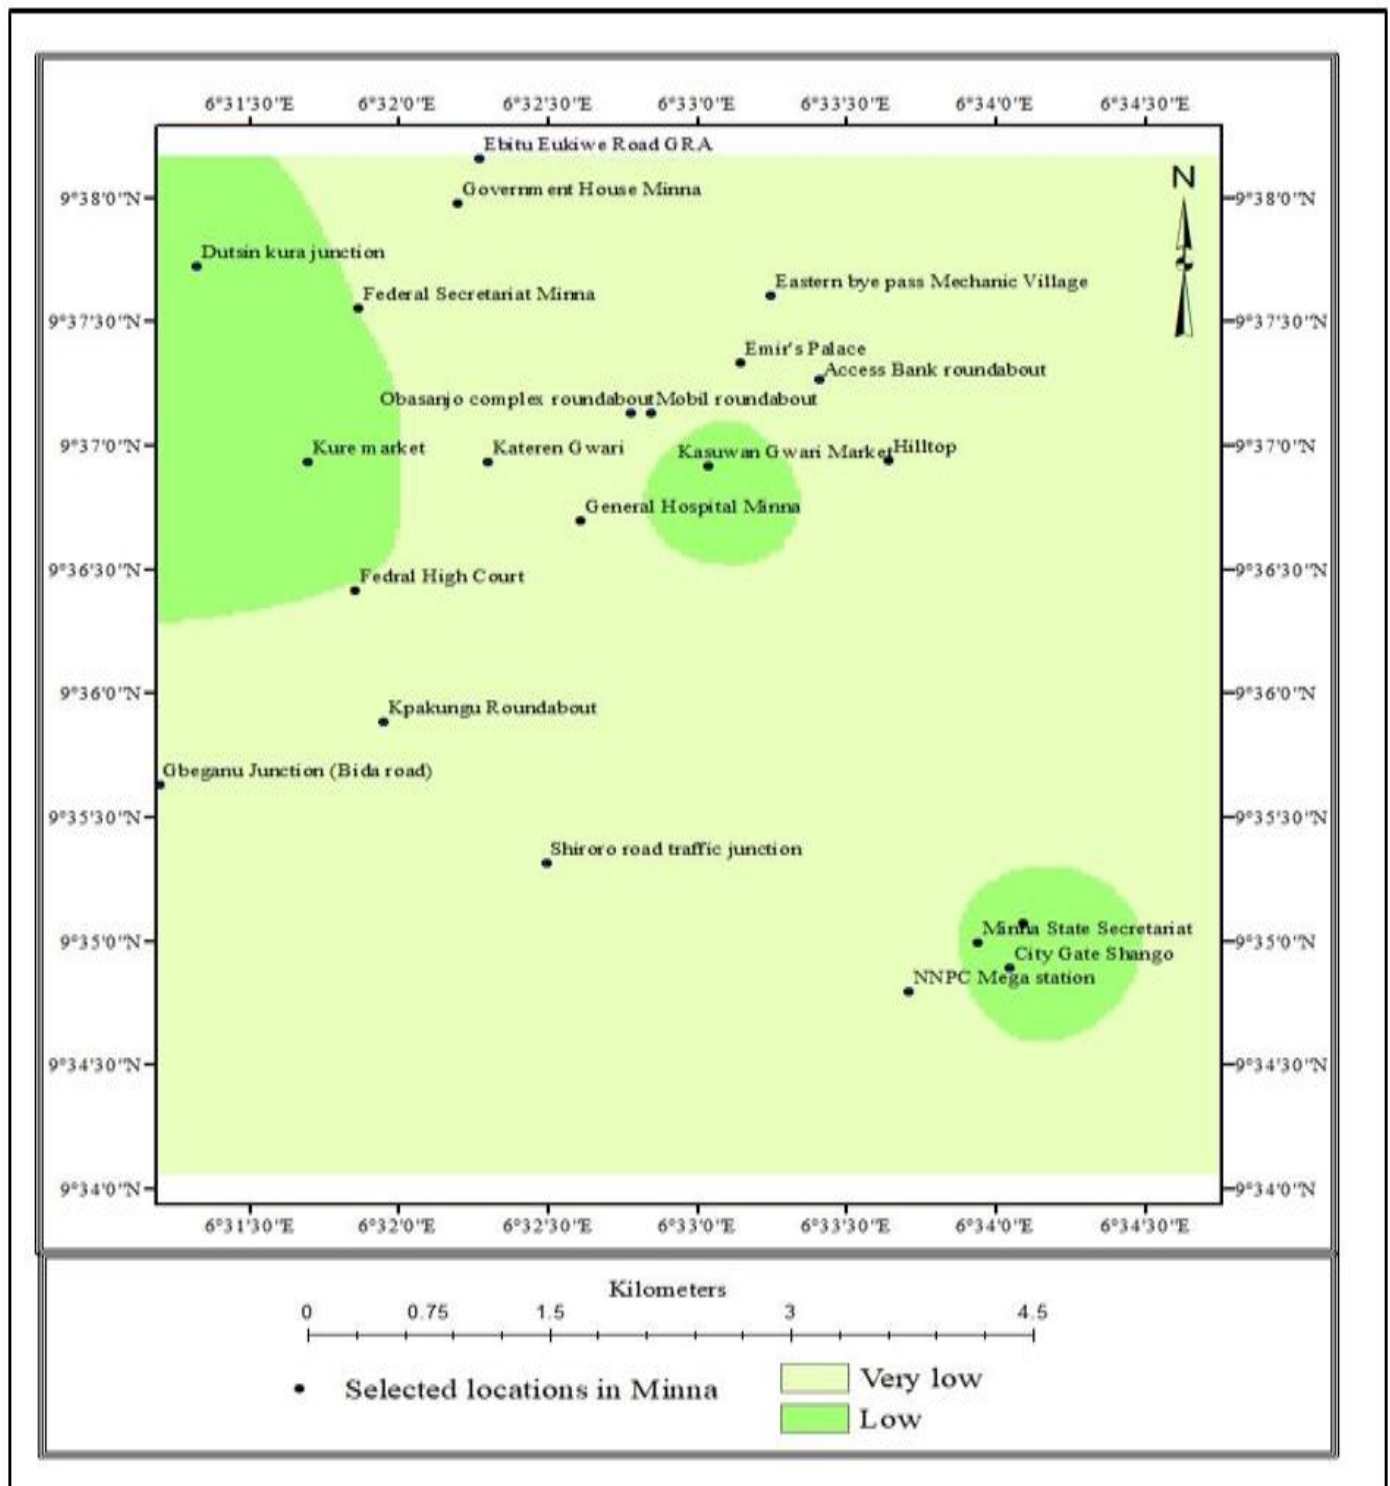 6°31'30"E 6°32'0"E 6°32'30"E 6°33'0"E 6°33'30"E 6°34'0"E 6°34'30"E
Ebitu Eukiwe Road GRA
N
Government House Minna
9°38'0"N 9°38'0"N
Dutsin kura junction
Eastern bye pass Mechanic Village
Federal Secretariat Minna
9°37'30"N 9°37'30"N
Emir's Palace
Access Bank roundabout
Obasanjo complex roundabout Mobil roundabout
9°37'0"N 9°37'0"N
Kure market Kateren Gwari Kasuwan Gwari Market Hilltop
General Hospital Minna
9°36'30"N 9°36'30"N
Fedral High Court
9°36'0"N 9°36'0"N
Kpakungu Roundabout
Gbeganu Junction (Bida road)
9°35'30"N 9°35'30"N
Shiroro road traffic junction
Minna State Secretariat
9°35'0"N 9°35'0"N
City Gate Shango
NNPC Mega station
9°34'30"N 9°34'30"N
9°34'0"N 9°34'0"N
6°31'30"E 6°32'0"E 6°32'30"E 6°33'0"E 6°33'30"E 6°34'0"E 6°34'30"E
Kilometers
0 0.75 1.5 3 4.5
Selected locations in Minna
Very low
Low